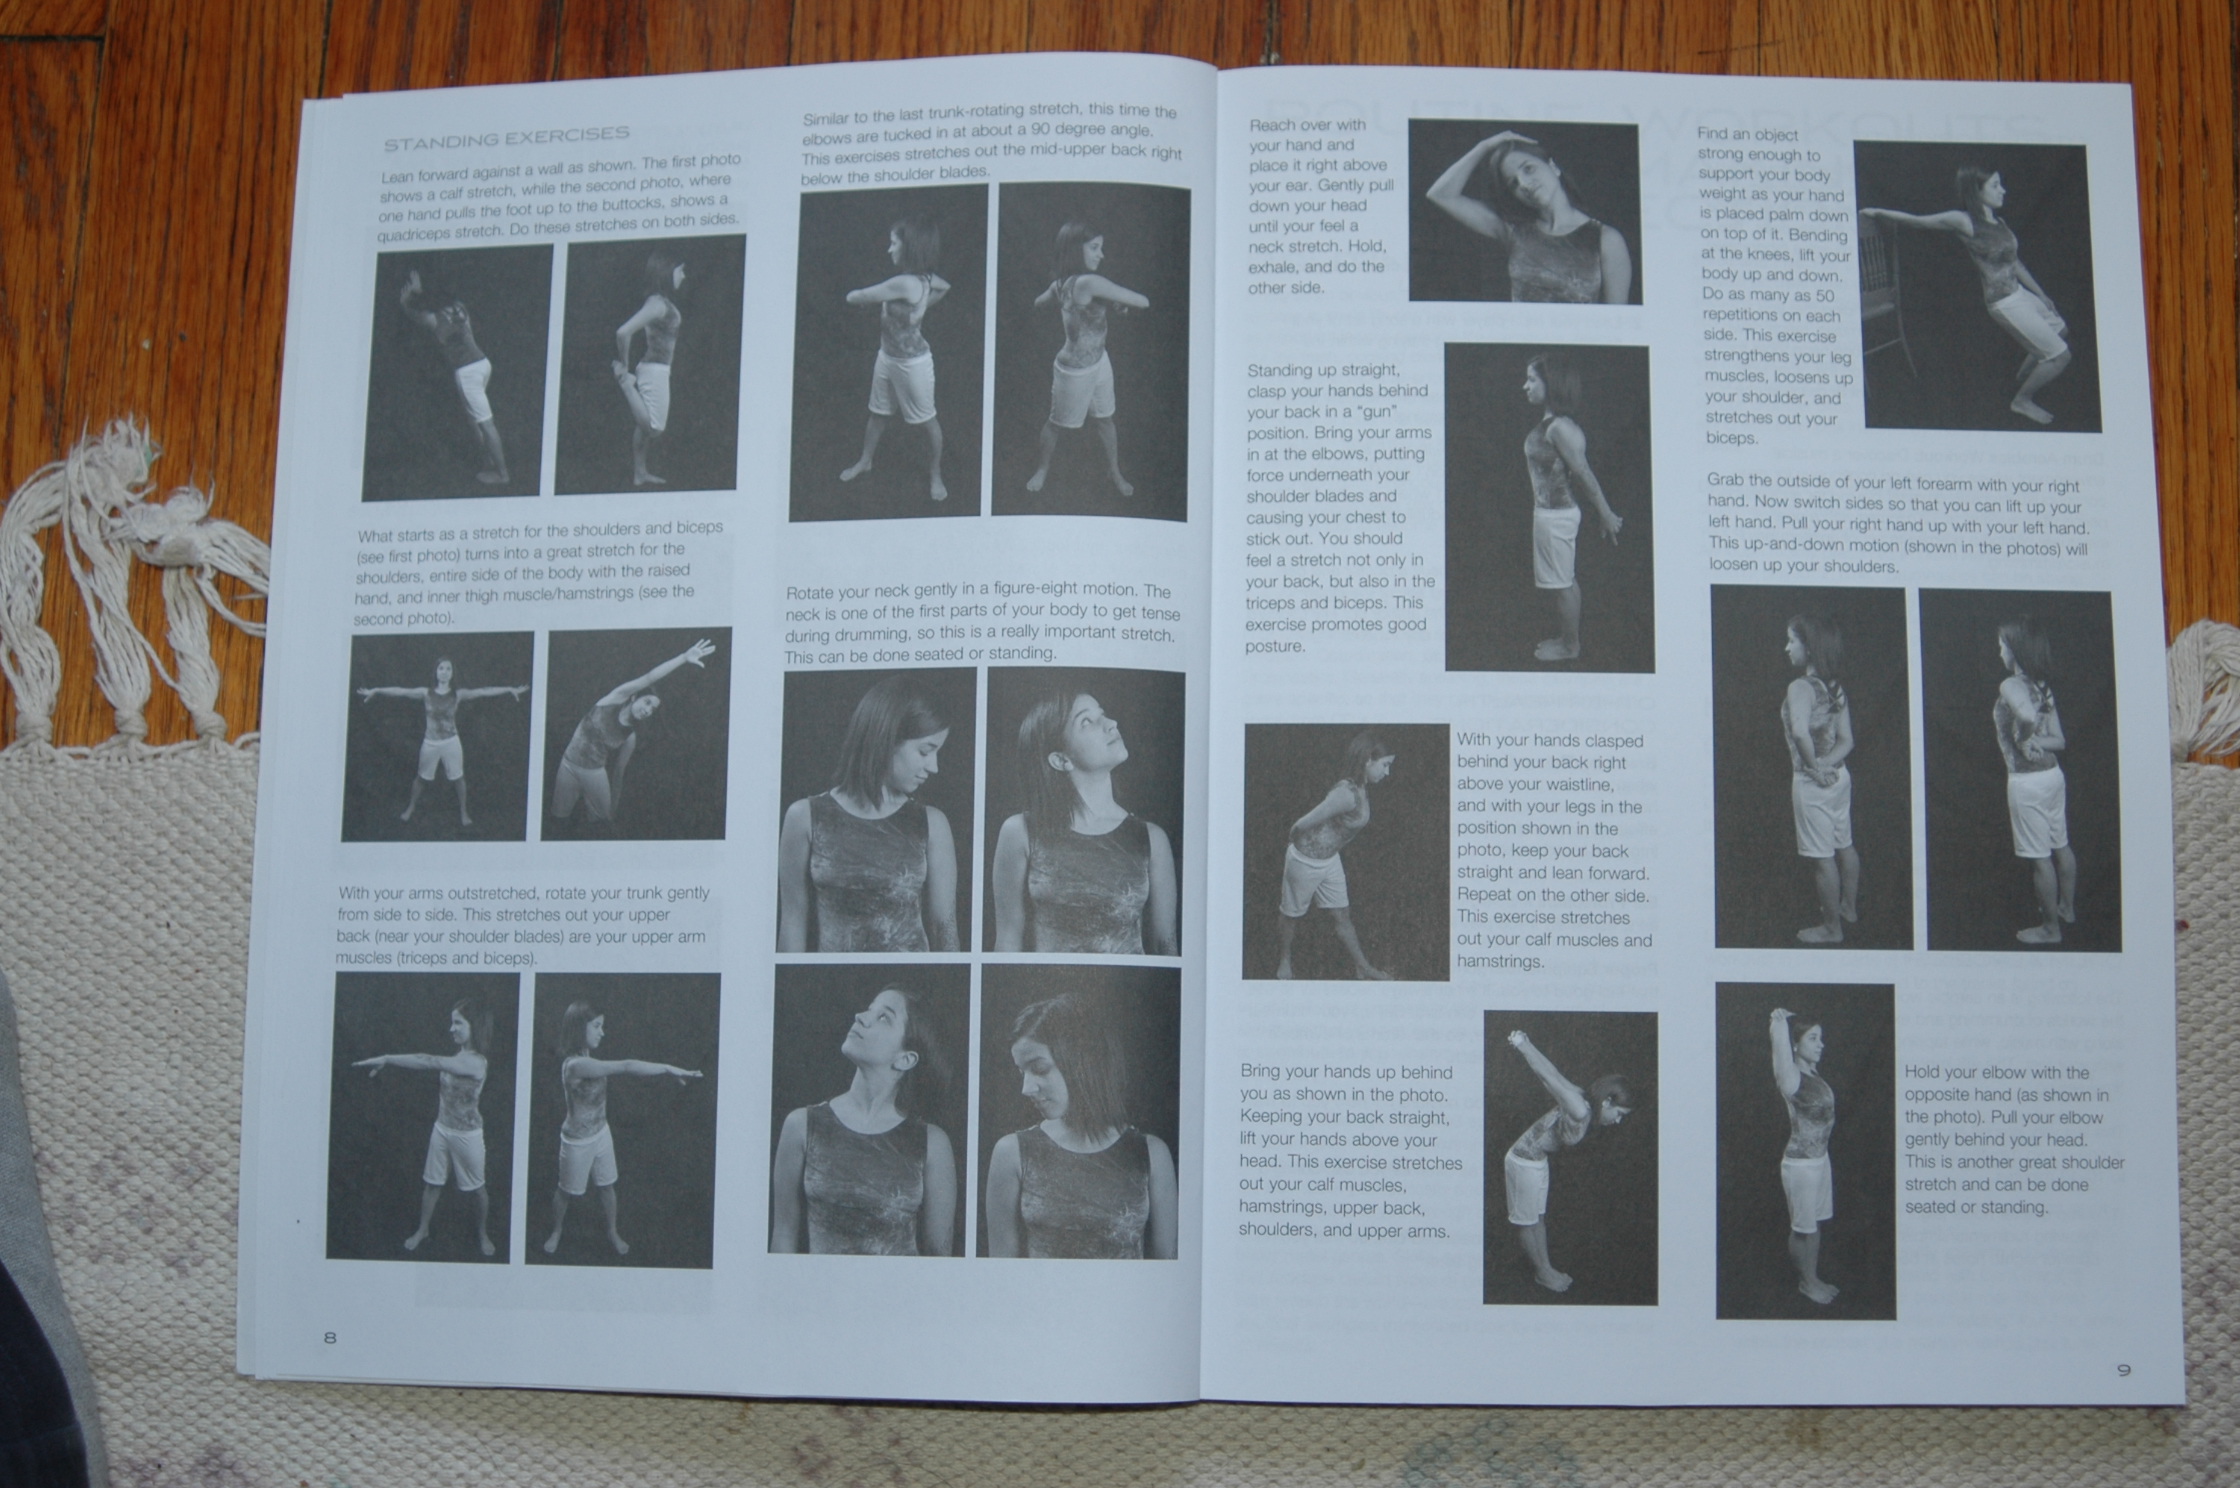 STANDING EXERCISES
Lean forward against a wall as shown. The first photo
shows a calf stretch, while the second photo, where
one hand pulls the foot up to the buttocks, shows a
quadriceps stretch. Do these stretches on both sides.
What starts as a stretch for the shoulders and biceps
(see first photo) turns into a great stretch for the
shoulders, entire side of the body with the raised
hand, and inner thigh muscle/hamstrings (see the
second photo).
With your arms outstretched, rotate your trunk gently
from side to side. This stretches out your upper
back (near your shoulder blades) are your upper arm
muscles (triceps and biceps).
8
Similar to the last trunk-rotating stretch, this time the
elbows are tucked in at about a 90 degree angle.
This exercises stretches out the mid-upper back right
below the shoulder blades.
Rotate your neck gently in a figure-eight motion. The
neck is one of the first parts of your body to get tense
during drumming, so this is a really important stretch.
This can be done seated or standing.
Reach over with
your hand and
place it right above
your ear. Gently pull
down your head
until your feel a
neck stretch. Hold,
exhale, and do the
other side.
Standing up straight,
clasp your hands behind
your back in a "gun"
position. Bring your arms
in at the elbows, putting
force underneath your
shoulder blades and
causing your chest to
stick out. You should
feel a stretch not only in
your back, but also in the
triceps and biceps. This
exercise promotes good
posture.
With your hands clasped
behind your back right
above your waistline,
and with your legs in the
position shown in the
photo, keep your back
straight and lean forward.
Repeat on the other side.
This exercise stretches
out your calf muscles and
hamstrings.
Bring your hands up behind
you as shown in the photo.
Keeping your back straight,
lift your hands above your
head. This exercise stretches
out your calf muscles,
hamstrings, upper back,
shoulders, and upper arms.
Find an object
strong enough to
support your body
weight as your hand
is placed palm down
on top of it. Bending
at the knees, lift your
body up and down.
Do as many as 50
repetitions on each
side. This exercise
strengthens your leg
muscles, loosens up
your shoulder, and
stretches out your
biceps.
Grab the outside of your left forearm with your right
hand. Now switch sides so that you can lift up your
left hand. Pull your right hand up with your left hand.
This up-and-down motion (shown in the photos) will
loosen up your shoulders.
Hold your elbow with the
opposite hand (as shown in
the photo). Pull your elbow
gently behind your head.
This is another great shoulder
stretch and can be done
seated or standing.
9